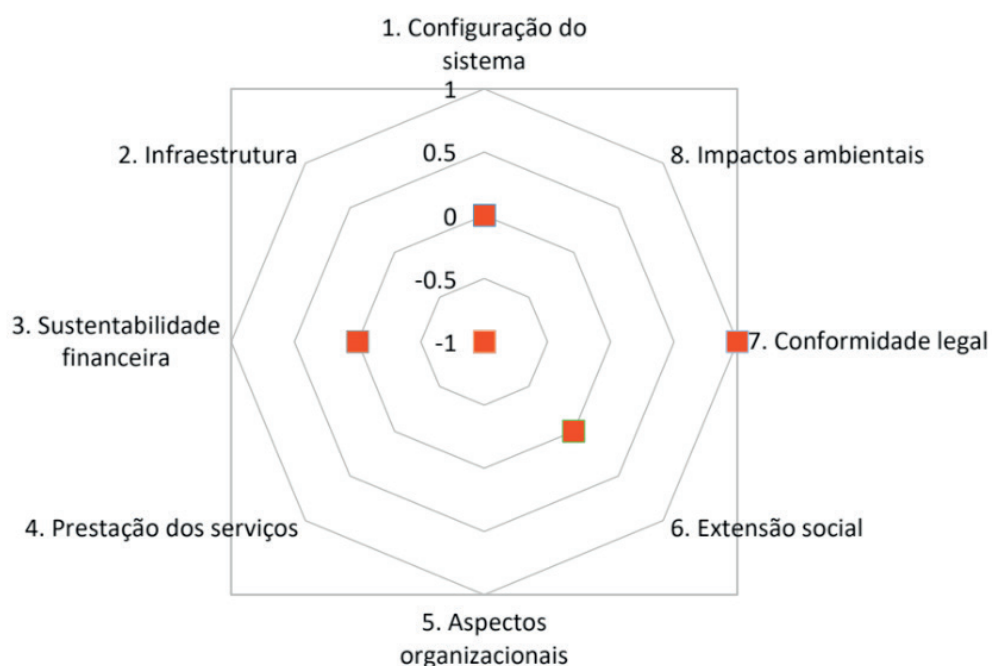 1. Configuração do
sistema
1
2. Infraestrutura
0.5
8. Impactos ambientais
0
-0.5
3. Sustentabilidade
financeira
-1
7. Conformidade legal
4. Prestação dos serviços
6. Extensão social
5. Aspectos
organizacionais